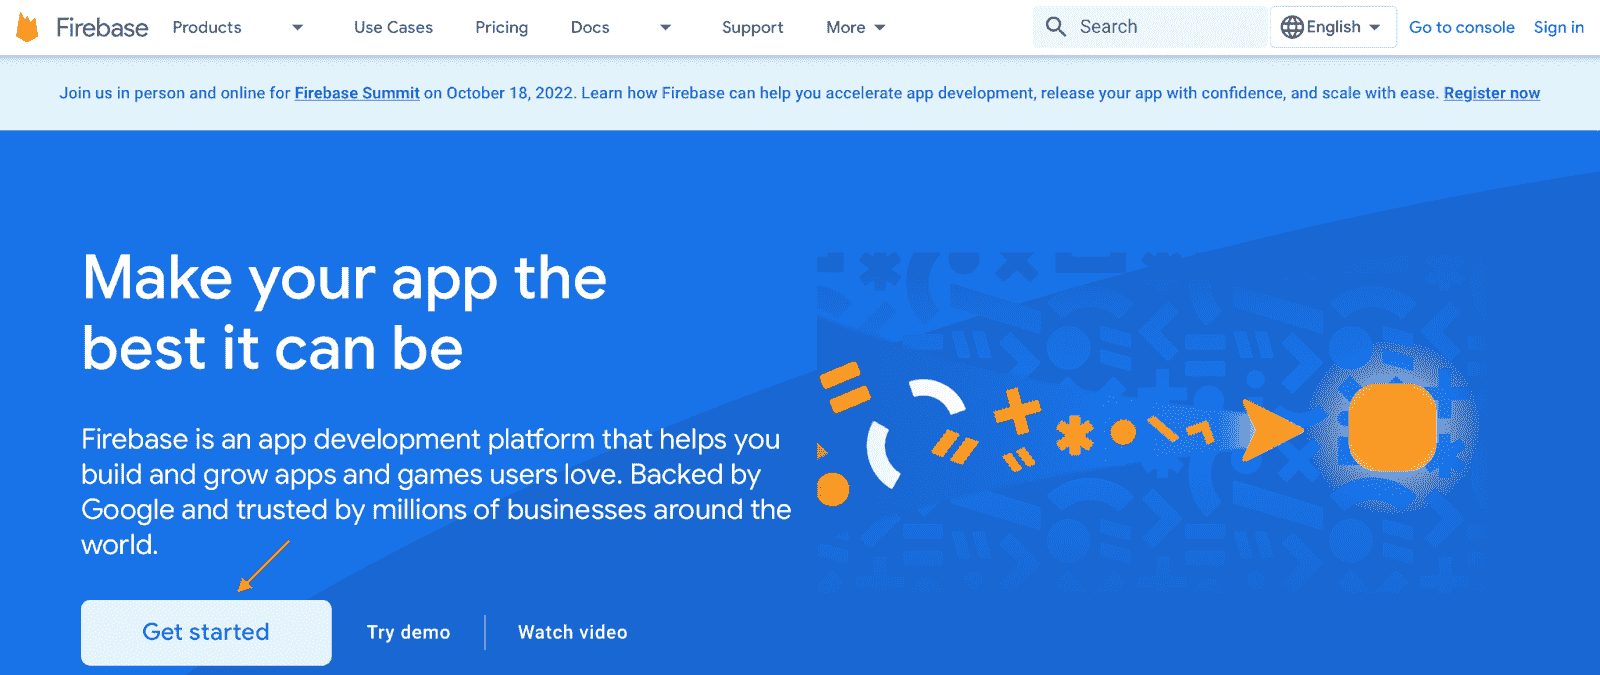 Firebase Products Use Cases Pricing Docs Support More Search English Go to console Sign in
Join us in person and online for Firebase Summit on October 18, 2022. Learn how Firebase can help you accelerate app development, release your app with confidence, and scale with ease. Register now
Make your app the
best it can be
Firebase is an app development platform that helps you
build and grow apps and games users love. Backed by
Google and trusted by millions of businesses around the
world.
Get started Try demo Watch video